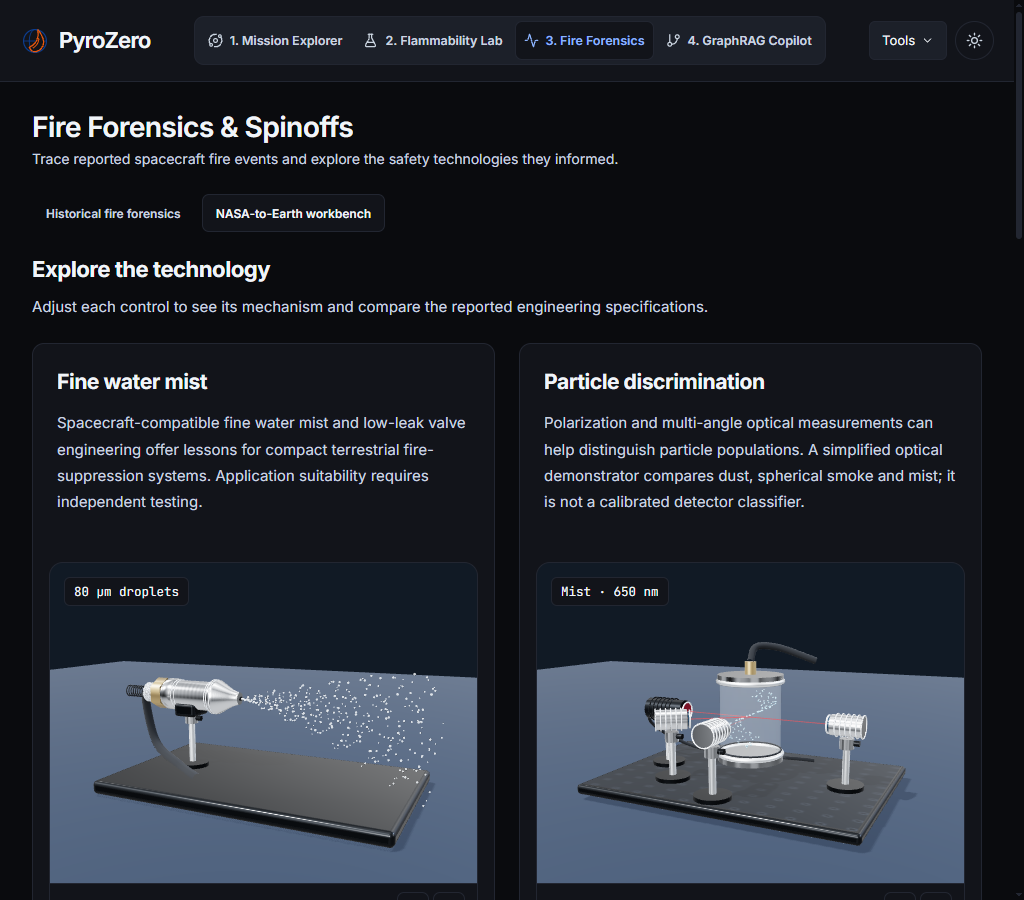 PyroZero
1. Mission Explorer
2. Flammability Lab
3. Fire Forensics
4. GraphRAG Copilot
Tools
Fire Forensics & Spinoffs
Trace reported spacecraft fire events and explore the safety technologies they informed.
Historical fire forensics
NASA-to-Earth workbench
Explore the technology
Adjust each control to see its mechanism and compare the reported engineering specifications.
Fine water mist
Spacecraft-compatible fine water mist and low-leak valve
engineering offer lessons for compact terrestrial fire-
suppression systems. Application suitability requires
independent testing.
80 µm droplets
Particle discrimination
Polarization and multi-angle optical measurements can
help distinguish particle populations. A simplified optical
demonstrator compares dust, spherical smoke and mist; it
is not a calibrated detector classifier.
Mist · 650 nm